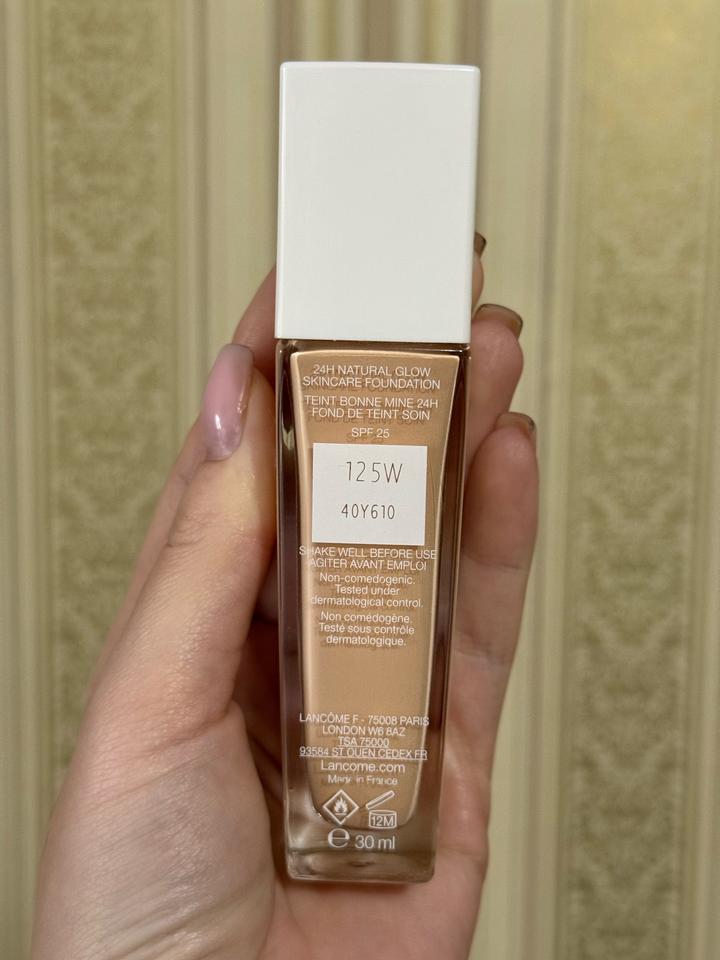 24H NATURAL GLOW
SKINCARE FOUNDATION
TEINT BONNE MINE 24H
FOND DE TEINT SOIN
SPF 25
125W
40Y610
SHAKE WELL BEFORE USE
AGITER AVANT EMPLOI
Non-comedogenic.
Tested under
dermatological control.
Non comédogène.
Testé sous contrôle
dermatologique.
LANCÔME F - 75008 PARIS
LONDON W6 8AZ
TSA 75000
93584 ST OUEN CEDEX FR
Lancome.com
Made in France
12M
e 30 ml